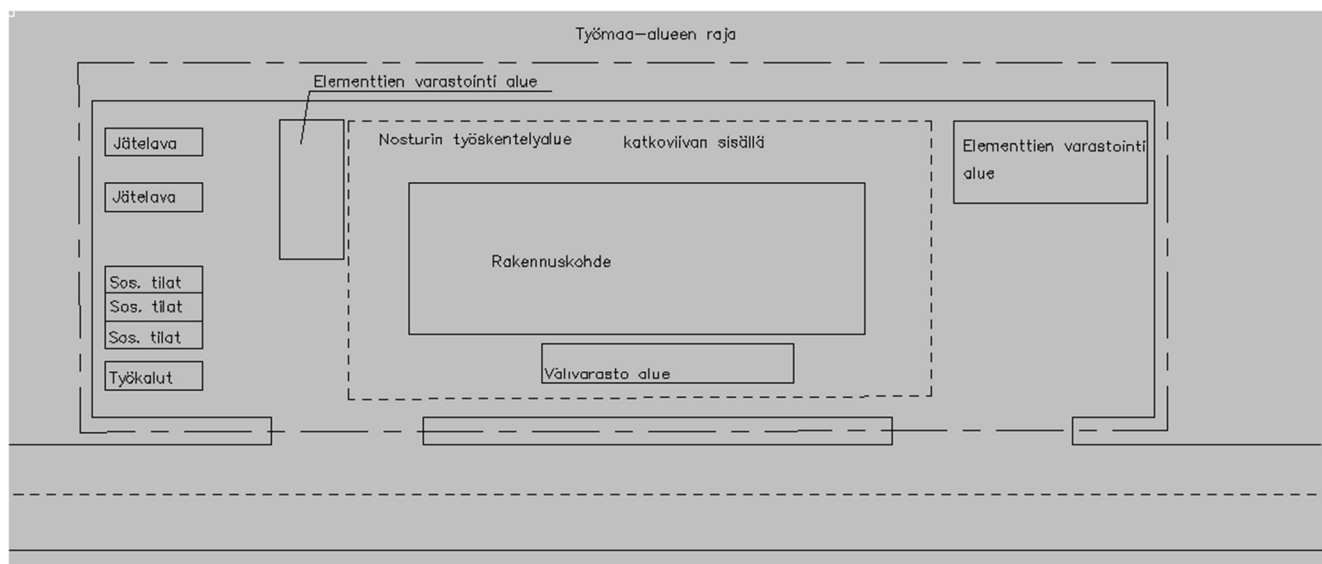 Työmaa-alueen raja
Elementtien varastointi alue
Nosturin työskentelyalue katkoviivan sisällä
Jätelava
Elementtien varastointi
alue
Jätelava
Rakennuskohde
Sos. tilat
Sos. tilat
Sos. tilat
Välivarasto alue
Työkalut